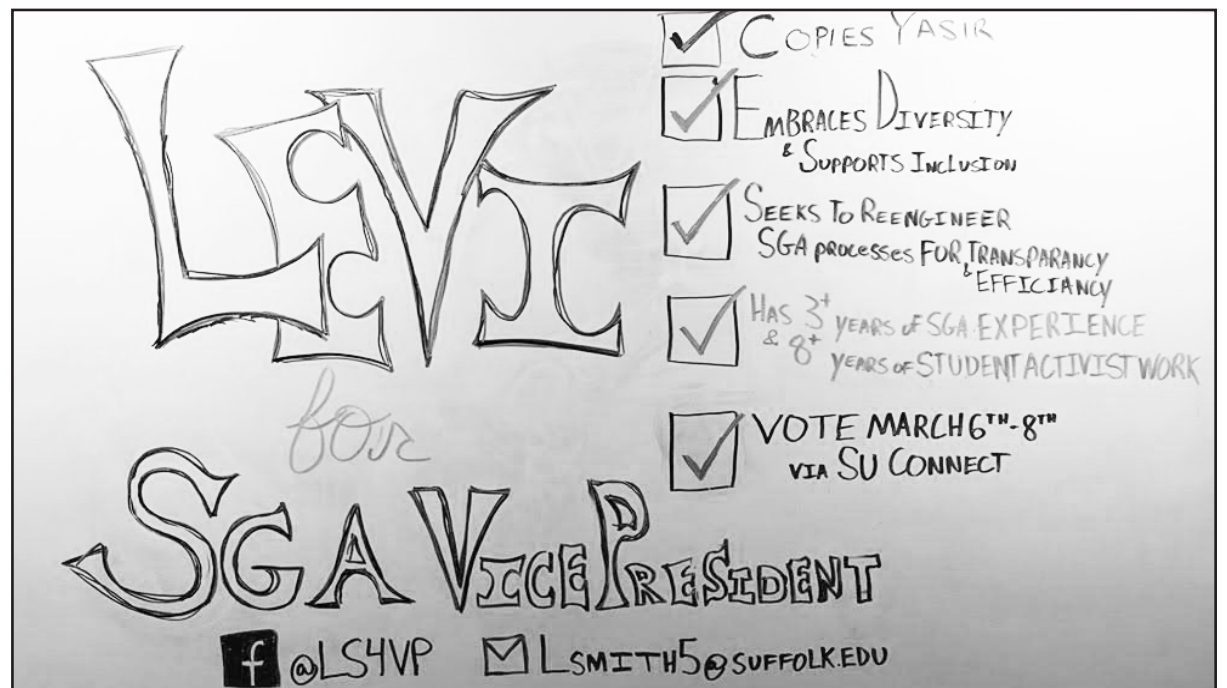 LEVI
for
SGA VICE PRESIDENT
f @LS4VP LSMITH5@SUFFOLK.EDU
COPIES YASIR
EMBRACES DIVERSITY
& SUPPORTS INCLUSION
SEEKS TO REENGINEER
SGA PROCESSES FOR TRANSPARANCY
& EFFICIANCY
HAS 3+ YEARS OF SGA EXPERIENCE
& 8+ YEARS OF STUDENT ACTIVIST WORK
VOTE MARCH 6TH-8TH
VIA SU CONNECT